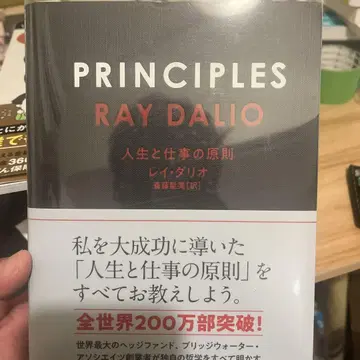 PRINCIPLES
RAY DALIO
人生と仕事の原則
レイ・ダリオ
斎藤聖美[訳]
私を大成功に導いた
「人生と仕事の原則」を
すべてお教えしよう。
全世界200万部突破!
世界最大のヘッジファンド、ブリッジウォーター・
アソシエイツ創業者が独自の哲学をすべて明かす
とにか
36